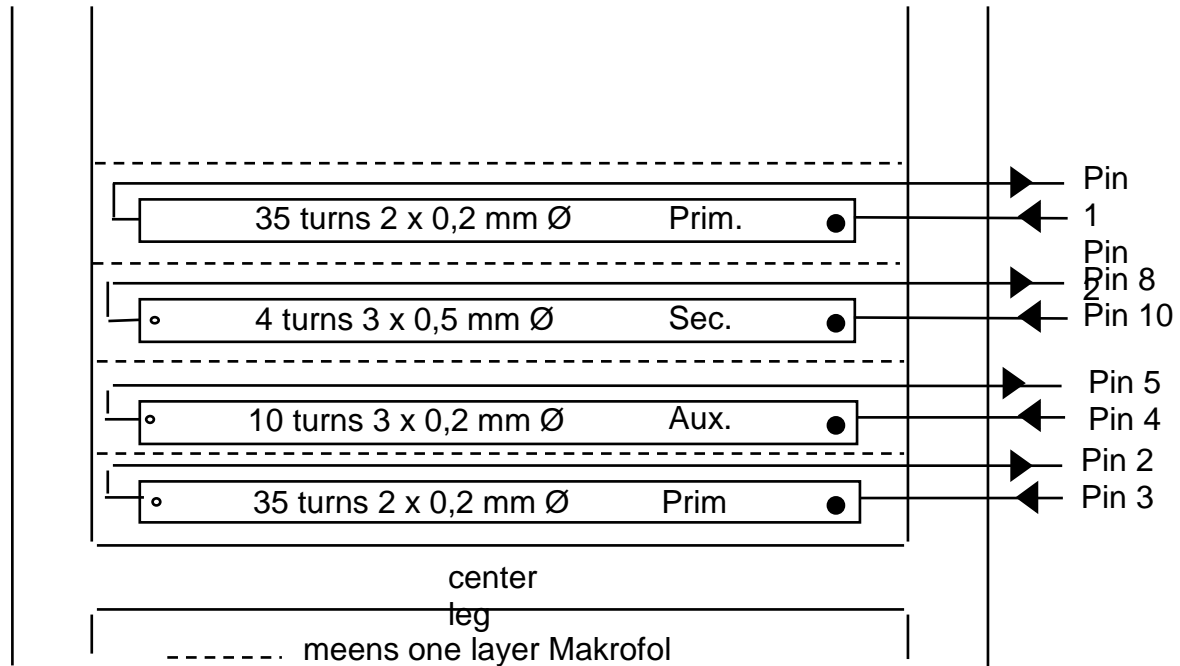 Pin
1
35 turns 2 x 0,2 mm Ø Prim.
Pin
2
Pin 8
4 turns 3 x 0,5 mm Ø Sec.
Pin 10
Pin 5
10 turns 3 x 0,2 mm Ø Aux.
Pin 4
Pin 2
35 turns 2 x 0,2 mm Ø Prim
Pin 3
center
leg
meens one layer Makrofol